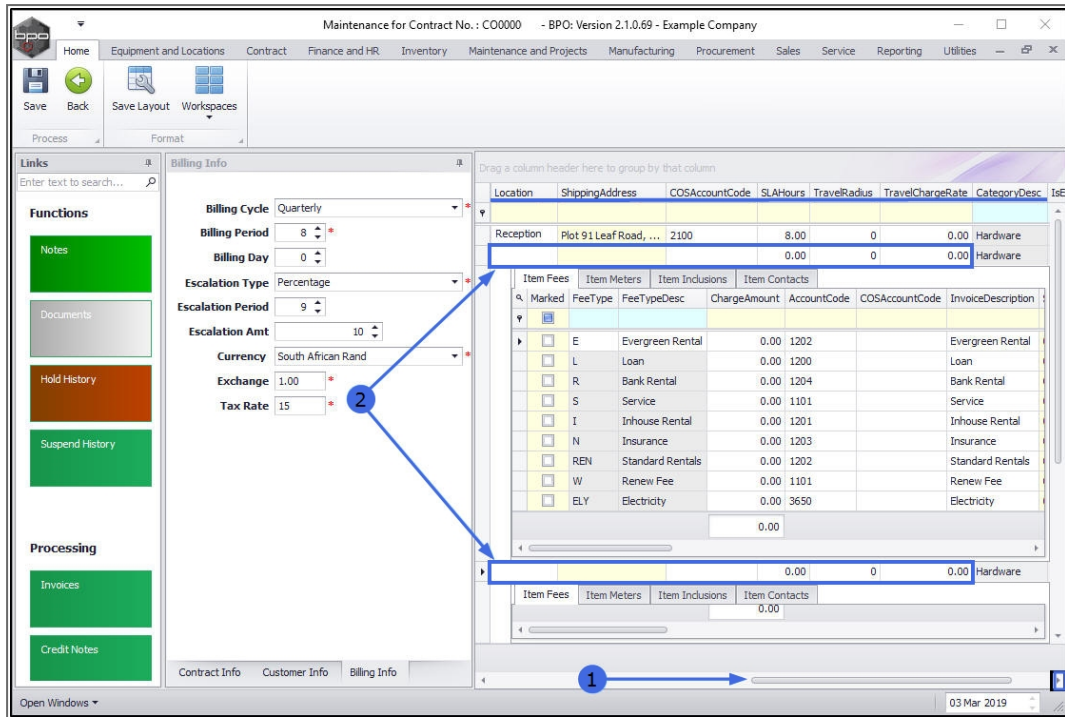 Maintenance for Contract No. : CO0000 - BPO: Version 2.1.0.69 - Example Company
bpo
Home Equipment and Locations Contract Finance and HR Inventory Maintenance and Projects Manufacturing Procurement Sales Service Reporting Utilities
Save Back Save Layout Workspaces
Process Format
Links
Enter text to search...
Functions
Notes
Documents
Hold History
Suspend History
Processing
Invoices
Credit Notes
Billing Info
Billing Cycle Quarterly *
Billing Period 8 *
Billing Day 0
Escalation Type Percentage *
Escalation Period 9
Escalation Amt 10
Currency South African Rand *
Exchange 1.00 *
Tax Rate 15 *
2
Contract Info Customer Info Billing Info
Drag a column header here to group by that column
Location ShippingAddress COSAccountCode SLAHours TravelRadius TravelChargeRate CategoryDesc IsE
Reception Plot 91 Leaf Road, ... 2100 8.00 0 0.00 Hardware
0.00 0 0.00 Hardware
Item Fees Item Meters Item Inclusions Item Contacts
Marked FeeType FeeTypeDesc ChargeAmount AccountCode COSAccountCode InvoiceDescription
E Evergreen Rental 0.00 1202 Evergreen Rental
L Loan 0.00 1200 Loan
R Bank Rental 0.00 1204 Bank Rental
S Service 0.00 1101 Service
I Inhouse Rental 0.00 1201 Inhouse Rental
N Insurance 0.00 1203 Insurance
REN Standard Rentals 0.00 1202 Standard Rentals
W Renew Fee 0.00 1101 Renew Fee
ELY Electricity 0.00 3650 Electricity
0.00
0.00 0 0.00 Hardware
Item Fees Item Meters Item Inclusions Item Contacts
0.00
1
Open Windows 03 Mar 2019